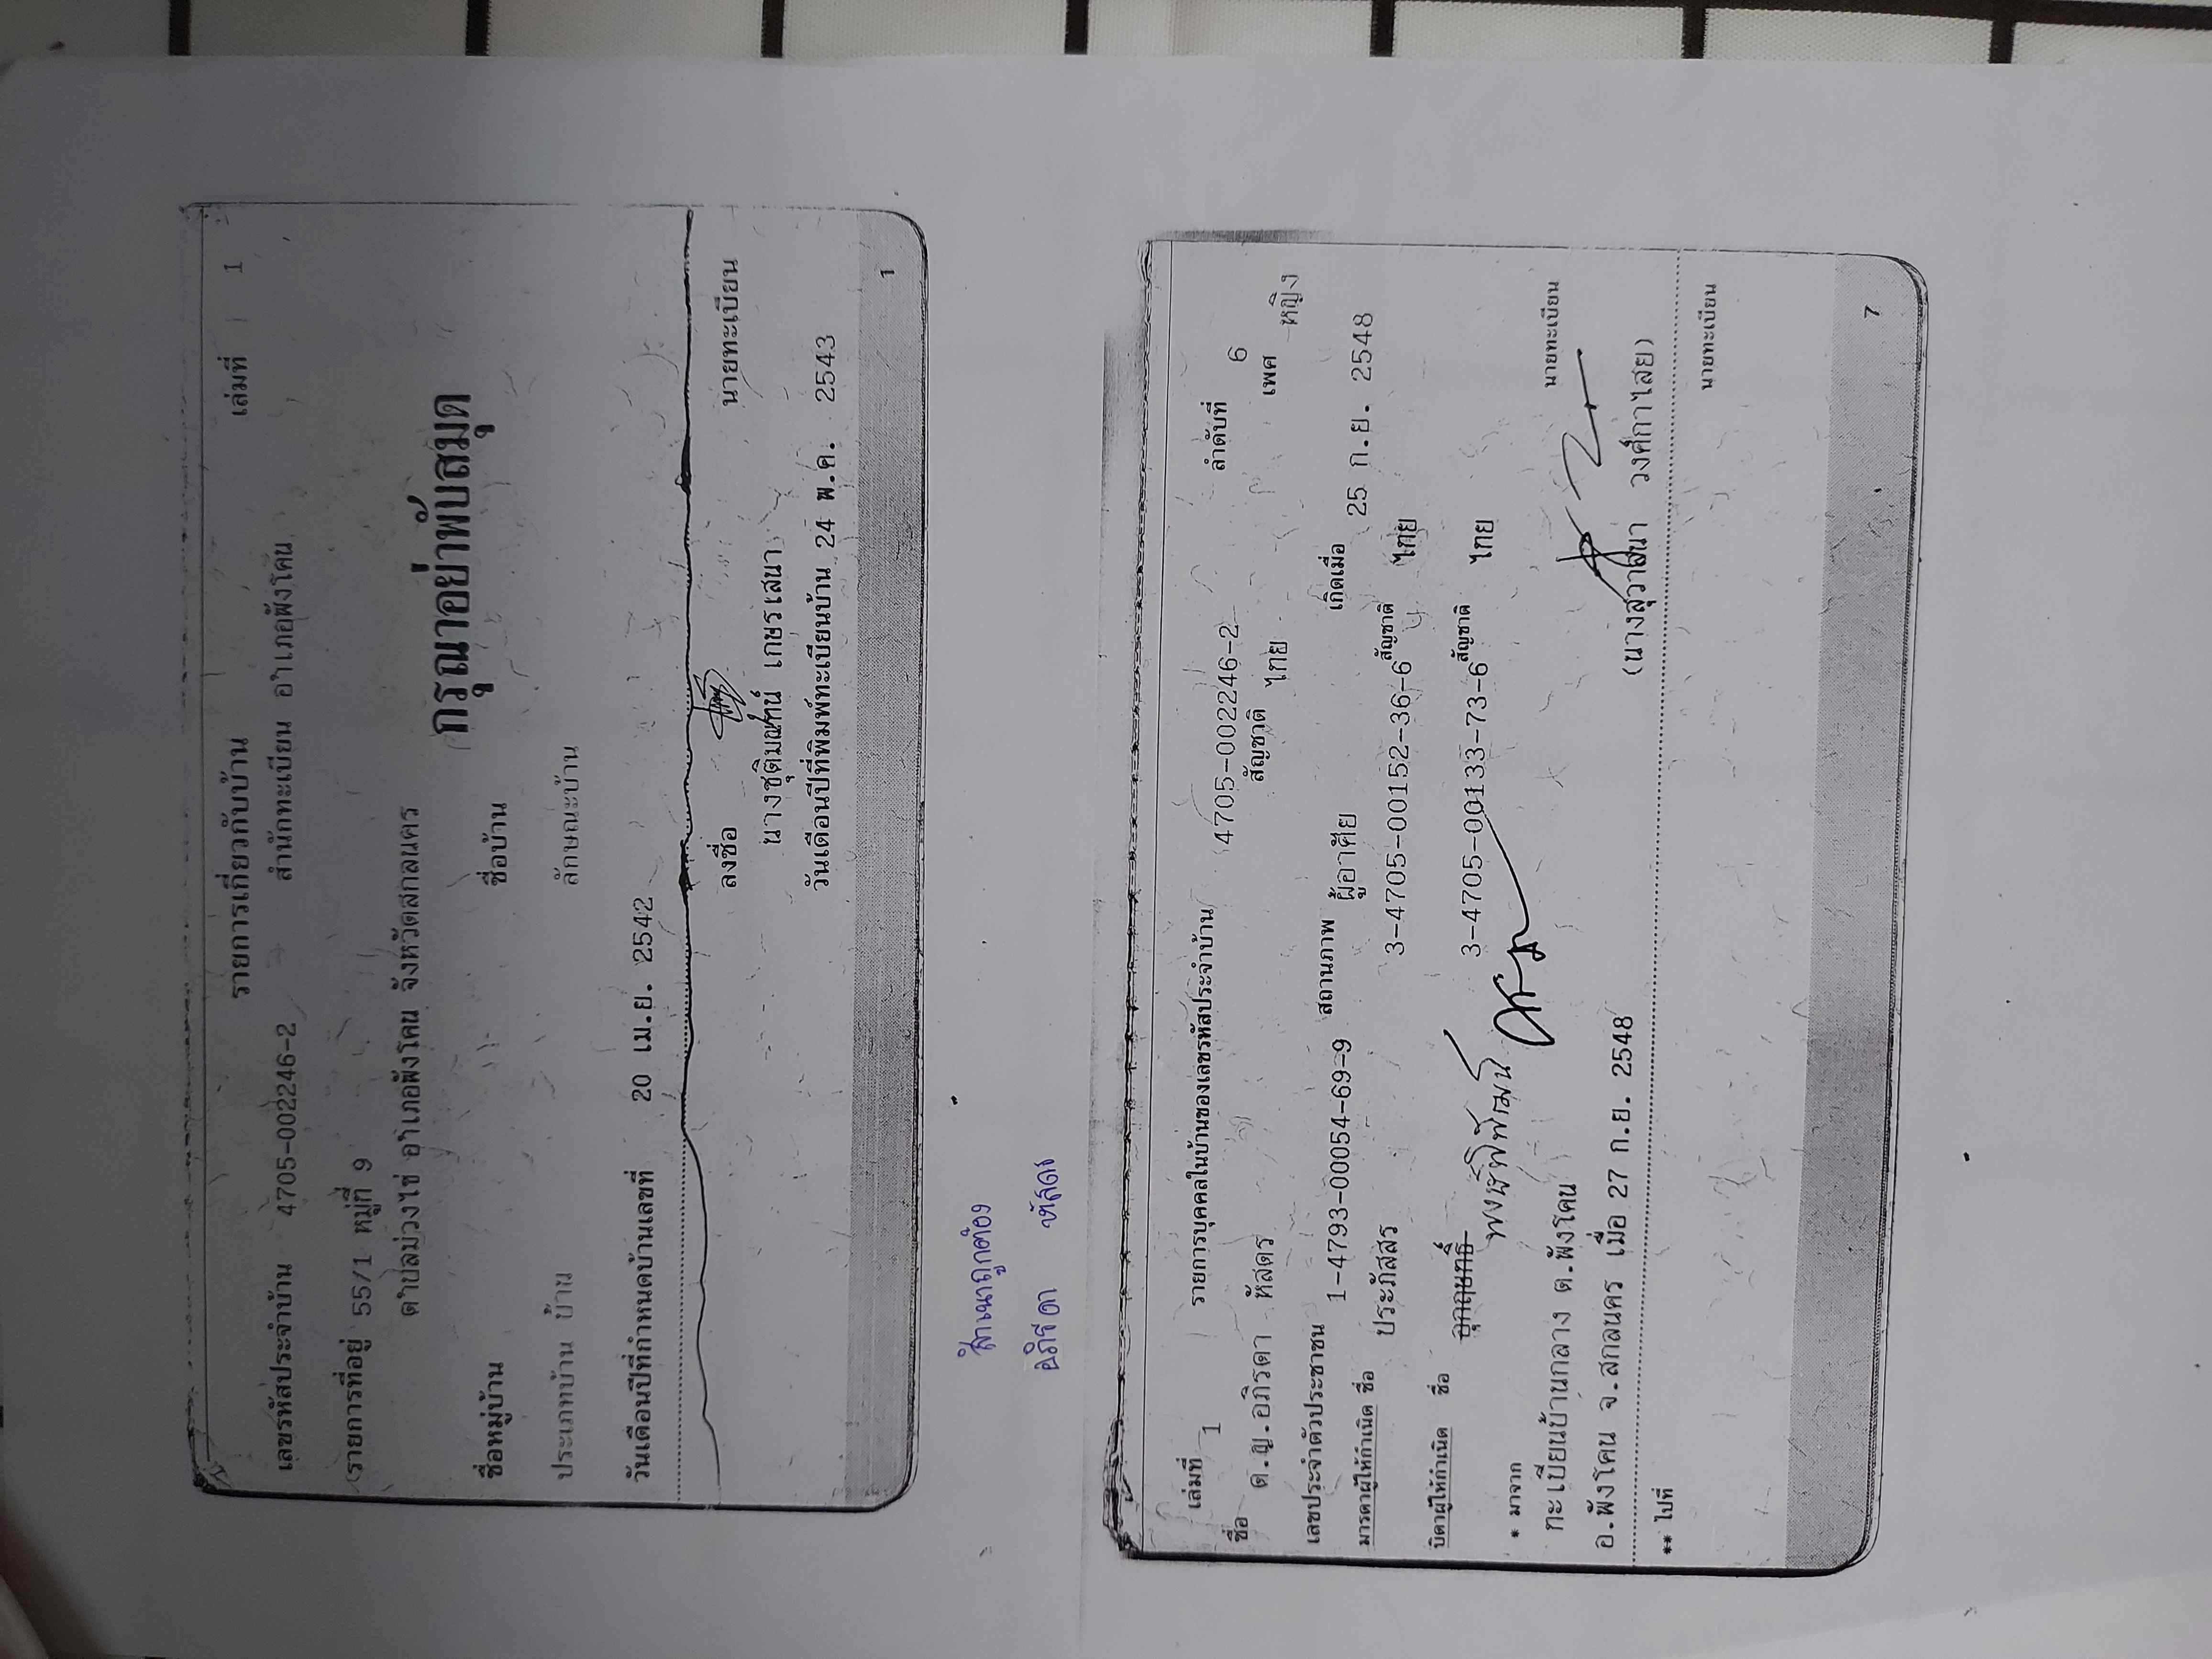 รายการเกี่ยวกับบ้าน เล่มที่ 1
เลขรหัสประจำบ้าน 4705-002246-2 สำนักทะเบียน อำเภอพังโคน
รายการที่อยู่ 55/1 หมู่ที่ 9
ตำบลม่วงไข่ อำเภอพังโคน จังหวัดสกลนคร
กรุณาอย่าพับสมุด
ชื่อหมู่บ้าน ชื่อบ้าน
ประเภทบ้าน บ้าน ลักษณะบ้าน
วันเดือนปีที่กำหนดบ้านเลขที่ 20 เม.ย. 2542
ลงชื่อ นายทะเบียน
นางชุติมณฑน์ เกษรเสนา
วันเดือนปีที่พิมพ์ทะเบียนบ้าน 24 พ.ค. 2543
1
สำเนาถูกต้อง
อภิรดา หัสดร
เล่มที่ 1 รายการบุคคลในบ้านของเลขรหัสประจำบ้าน 4705-002246-2 ลำดับที่ 6
ชื่อ ด.ญ.อภิรดา หัสดร สัญชาติ ไทย เพศ หญิง
เลขประจำตัวประชาชน 1-4793-00054-69-9 สถานภาพ ผู้อาศัย เกิดเมื่อ 25 ก.ย. 2548
มารดาผู้ให้กำเนิด ชื่อ ประภัสสร 3-4705-00152-36-6 สัญชาติ ไทย
บิดาผู้ให้กำเนิด ชื่อ ฤกฤษทธิ์ 3-4705-00133-73-6 สัญชาติ ไทย
พงษ์พิพัฒน์
* มาจาก
ทะเบียนบ้านกลาง ต.พังโคน นายทะเบียน
อ.พังโคน จ.สกลนคร เมื่อ 27 ก.ย. 2548 (นางสุวาสนา วงศ์กาไสย)
** ไปที่ นายทะเบียน
7